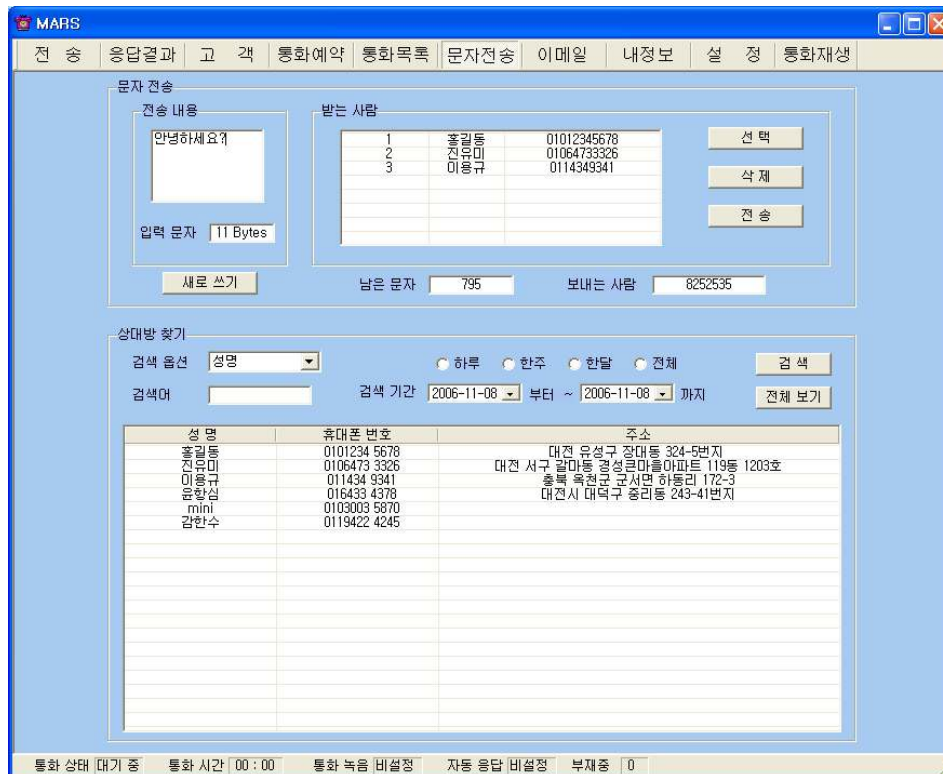 MARS
전 송 응답결과 고 객 통화예약 통화목록 문자전송 이메일 내정보 설 정 통화재생
문자 전송
전송 내용
안녕하세요?
입력 문자 11 Bytes
새로 쓰기
받는 사람
1 홍길동 01012345678
2 진유미 01064733326
3 이용규 0114349341
선 택
삭 제
전 송
남은 문자 795 보내는 사람 8252535
상대방 찾기
검색 옵션 성명 하루 한주 한달 전체 검 색
검색어 검색 기간 2006-11-08 부터 ~ 2006-11-08 까지 전체 보기
성 명 휴대폰 번호 주소
홍길동 0101234 5678 대전 유성구 장대동 324-5번지
진유미 0106473 3326 대전 서구 갈마동 경성큰마을아파트 119동 1203호
이용규 011434 9341 충북 옥천군 군서면 하동리 172-3
윤항심 016433 4378 대전시 대덕구 중리동 243-41번지
mini 0103003 5870
감한수 0119422 4245
통화 상태 대기 중 통화 시간 00 : 00 통화 녹음 비설정 자동 응답 비설정 부재중 0